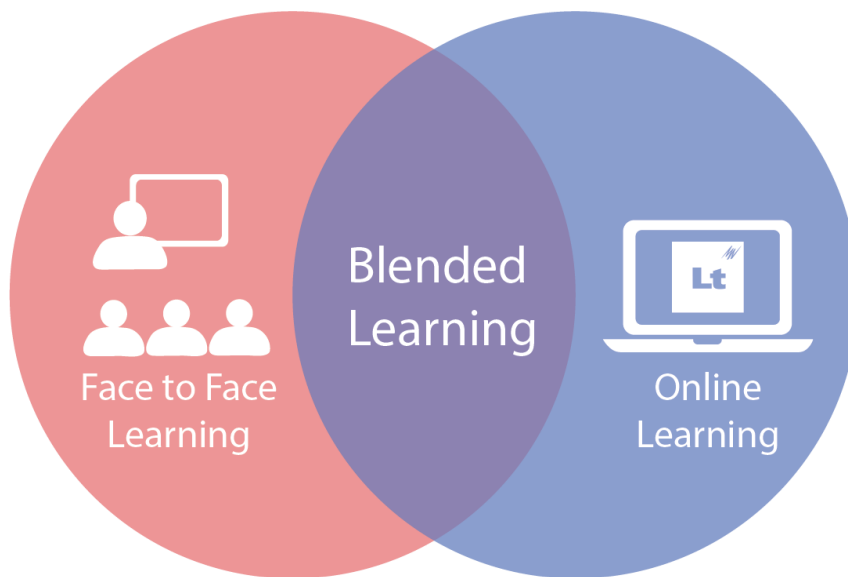 Blended
Learning
Lt
Face to Face
Learning
Online
Learning